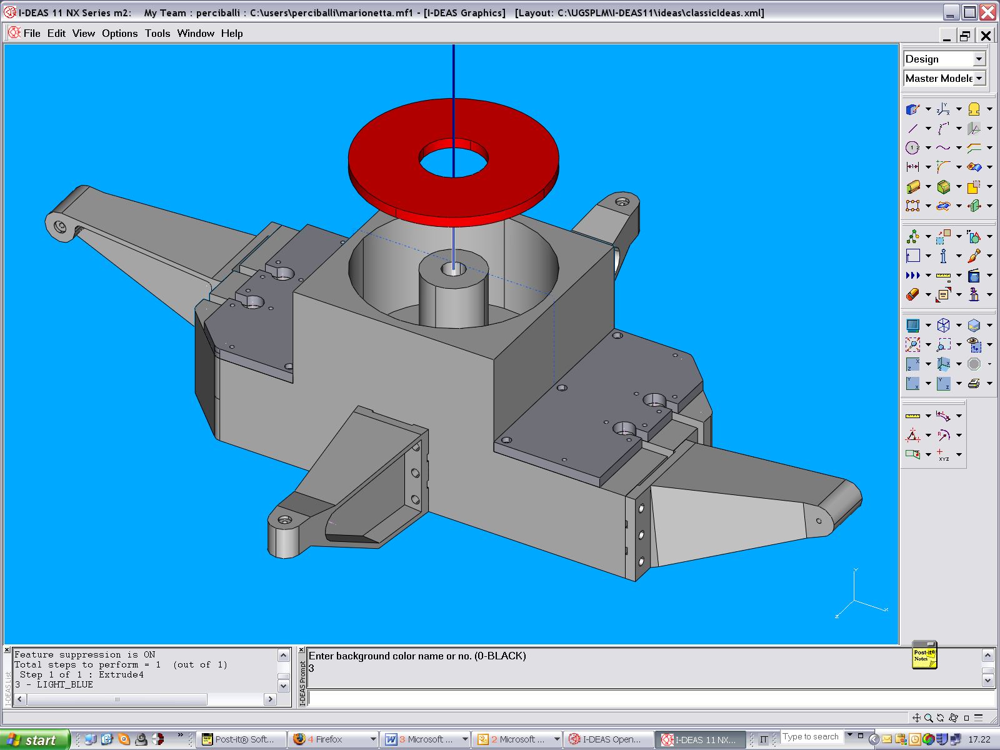 I-DEAS 11 NX Series m2:    My Team : perciballi : C:\users\perciballi\marionetta.mf1 - [I-DEAS Graphics]   [Layout: C:\UGSPLM\I-DEAS11\ideas\classicIdeas.xml]
File Edit View Options Tools Window Help
Design
Master Modele
Y
X
Z
Feature suppression is ON
Total steps to perform = 1  (out of 1)
Step 1 of 1 : Extrude4
3 - LIGHT_BLUE
I-DEAS List
Enter background color name or no. (0-BLACK)
3
I-DEAS Prompt
Post-it®
Notes
start
Post-it® Soft...
4 Firefox
3 Microsoft ...
2 Microsoft ...
I-DEAS Open...
I-DEAS 11 NX...
IT
Type to search
17.22